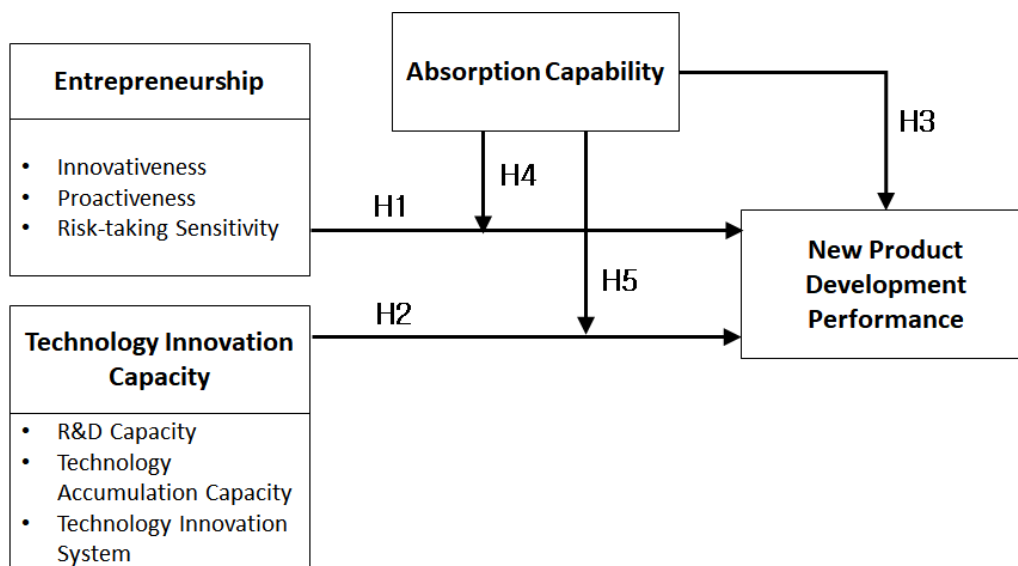 Entrepreneurship
• Innovativeness
• Proactiveness
• Risk-taking Sensitivity
Absorption Capability
H3
H4
H1
H5
H2
New Product
Development
Performance
Technology Innovation
Capacity
• R&D Capacity
• Technology
Accumulation Capacity
• Technology Innovation
System